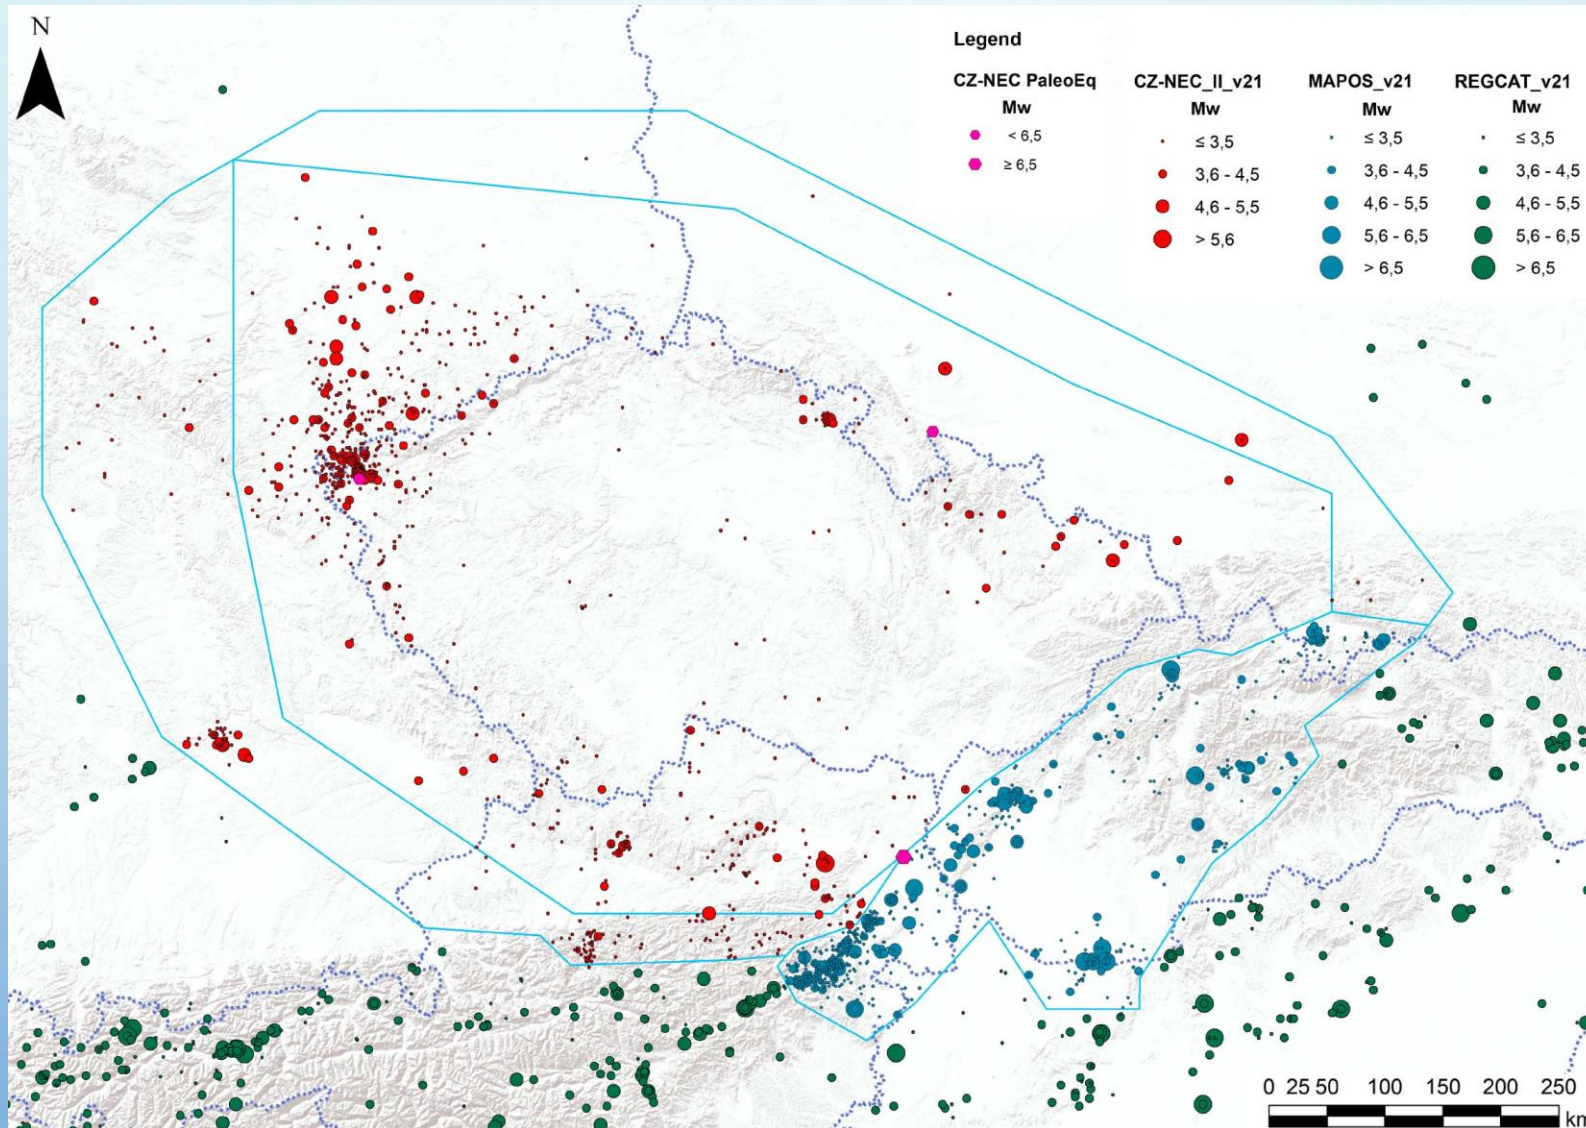 N
Legend
CZ-NEC PaleoEq
Mw
< 6,5
≥ 6,5
CZ-NEC_II_v21
Mw
≤ 3,5
3,6 - 4,5
4,6 - 5,5
> 5,6
MAPOS_v21
Mw
≤ 3,5
3,6 - 4,5
4,6 - 5,5
5,6 - 6,5
> 6,5
REGCAT_v21
Mw
≤ 3,5
3,6 - 4,5
4,6 - 5,5
5,6 - 6,5
> 6,5
0 25 50 100 150 200 250
km